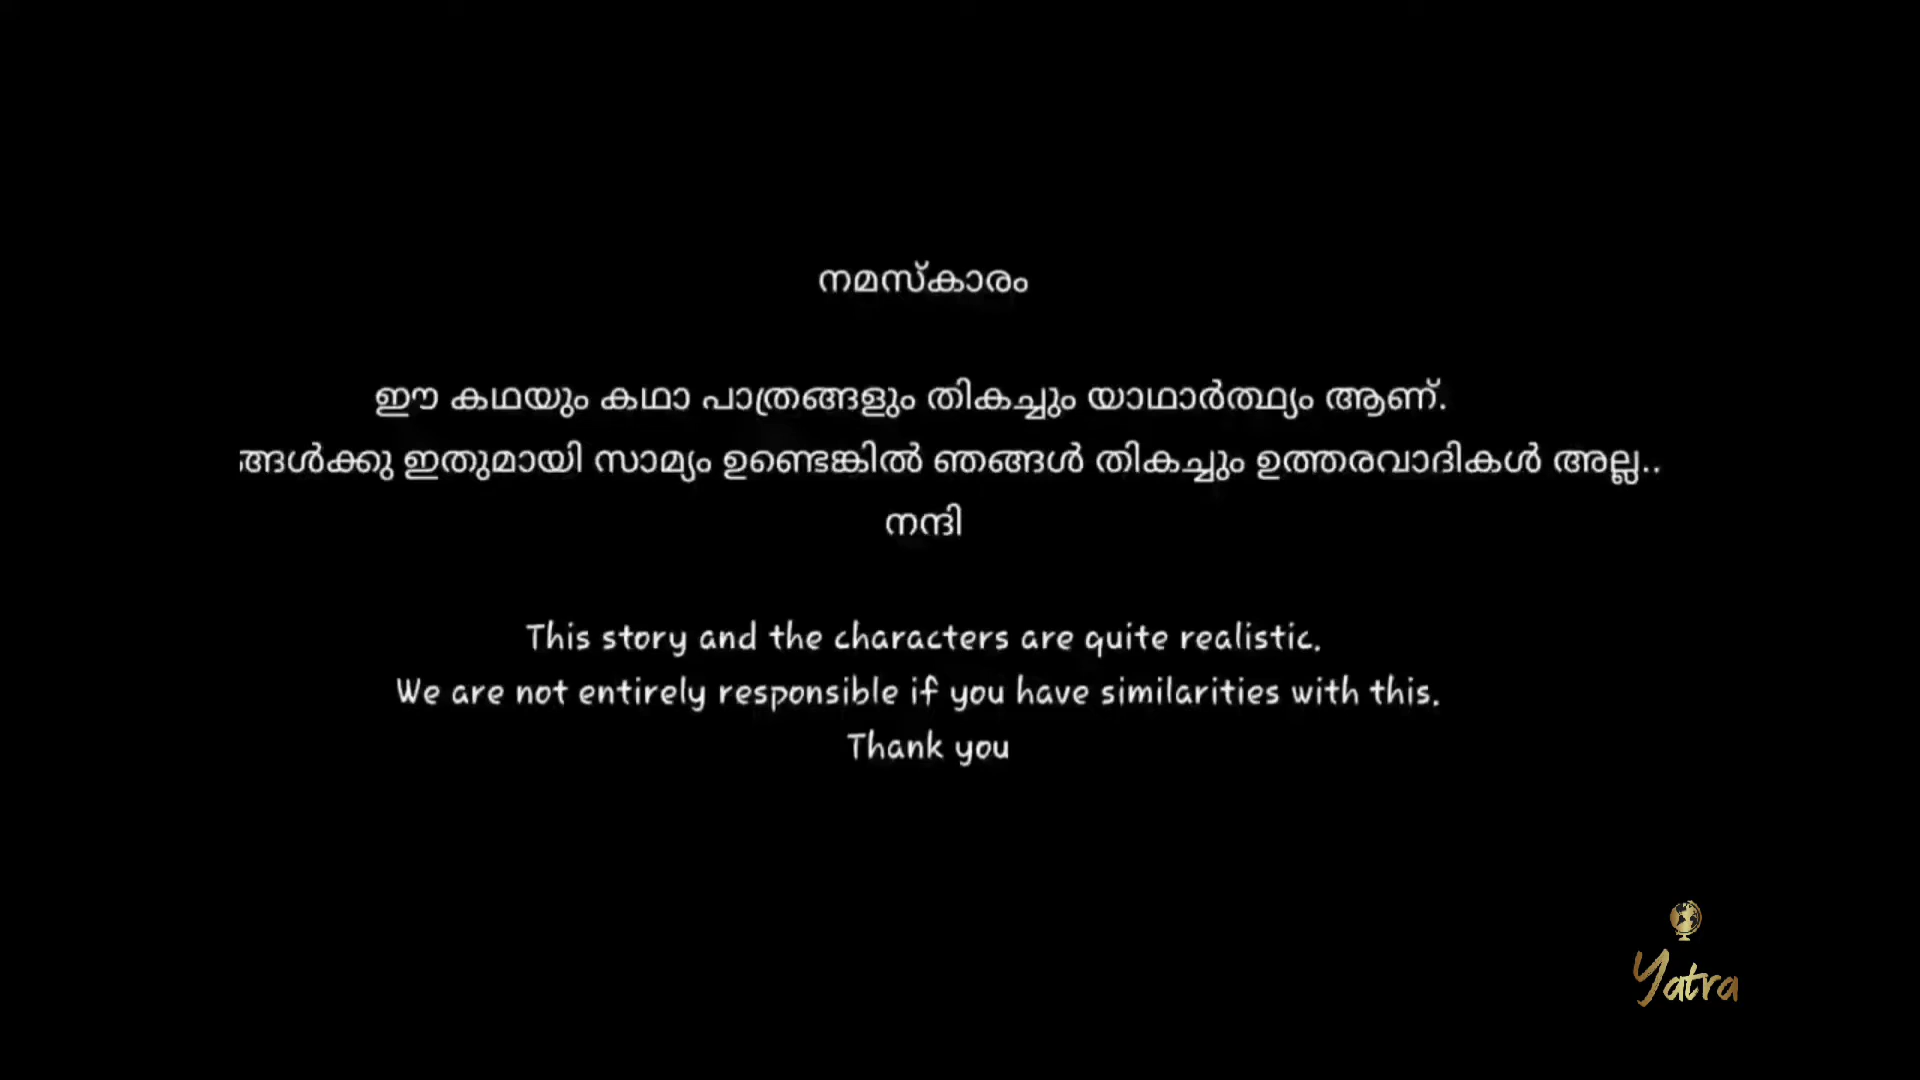 നമസ്കാരം
ഈ കഥയും കഥാ പാത്രങ്ങളും തികച്ചും യാഥാർത്ഥ്യം ആണ്.
ഇതുമായി സാമ്യം ഉണ്ടെങ്കിൽ ഞങ്ങൾ തികച്ചും ഉത്തരവാദികൾ അല്ല..
നന്ദി
This story and the characters are quite realistic.
We are not entirely responsible if you have similarities with this.
Thank you
Yatra